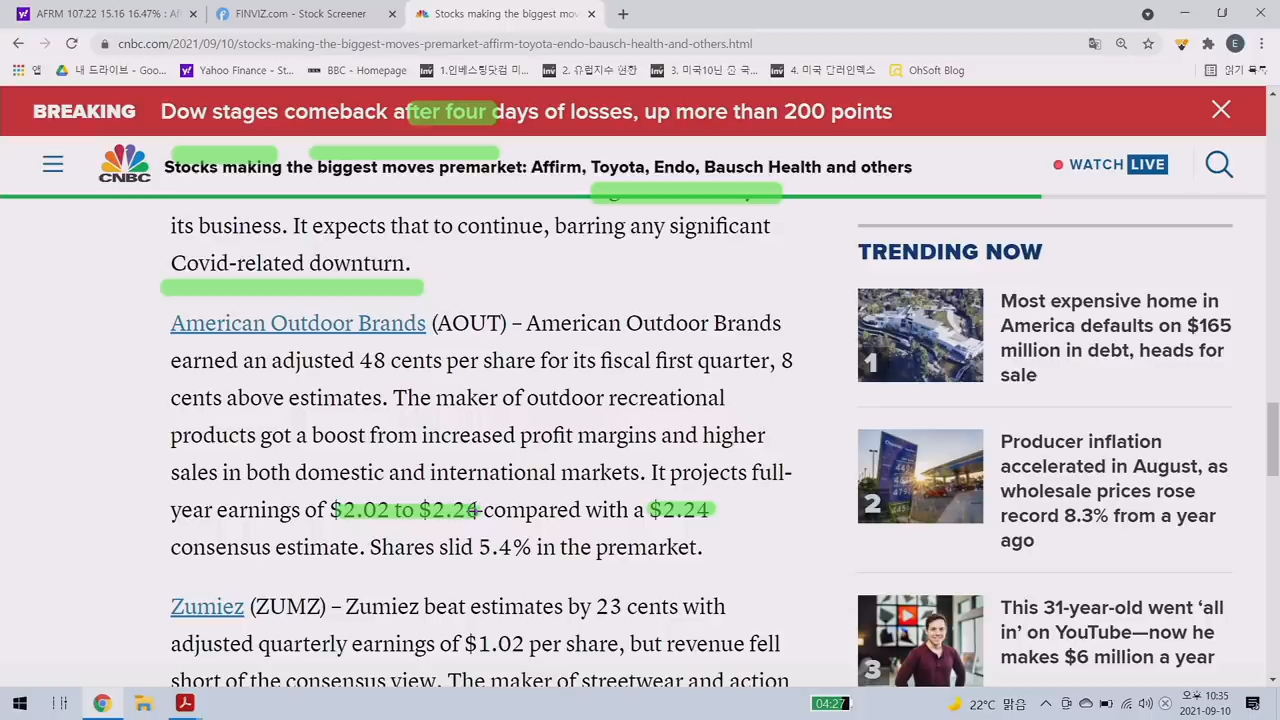 AFRM 107.22 15.16 16.47% : Af
FINVIZ.com - Stock Screener
Stocks making the biggest mov
cnbc.com/2021/09/10/stocks-making-the-biggest-moves-premarket-affirm-toyota-endo-bausch-health-and-others.html
E
앱
내 드라이브 - Goo...
Yahoo Finance - St...
BBC - Homepage
1.인베스팅닷컴 미...
2. 유럽지수 현황
3. 미국10년 존 국...
4. 미국 달러인덱스
OhSoft Blog
읽기 목록
BREAKING Dow stages comeback after four days of losses, up more than 200 points
CNBC
Stocks making the biggest moves premarket: Affirm, Toyota, Endo, Bausch Health and others
WATCH LIVE
its business. It expects that to continue, barring any significant
Covid-related downturn.
American Outdoor Brands (AOUT) – American Outdoor Brands
earned an adjusted 48 cents per share for its fiscal first quarter, 8
cents above estimates. The maker of outdoor recreational
products got a boost from increased profit margins and higher
sales in both domestic and international markets. It projects full-
year earnings of $2.02 to $2.26 compared with a $2.24
consensus estimate. Shares slid 5.4% in the premarket.
Zumiez (ZUMZ) – Zumiez beat estimates by 23 cents with
adjusted quarterly earnings of $1.02 per share, but revenue fell
short of the consensus view. The maker of streetwear and action
TRENDING NOW
1
Most expensive home in
America defaults on $165
million in debt, heads for
sale
2
Producer inflation
accelerated in August, as
wholesale prices rose
record 8.3% from a year
ago
3
This 31-year-old went ‘all
in’ on YouTube—now he
makes $6 million a year
04:27
22°C 맑음
오후 10:35
2021-09-10